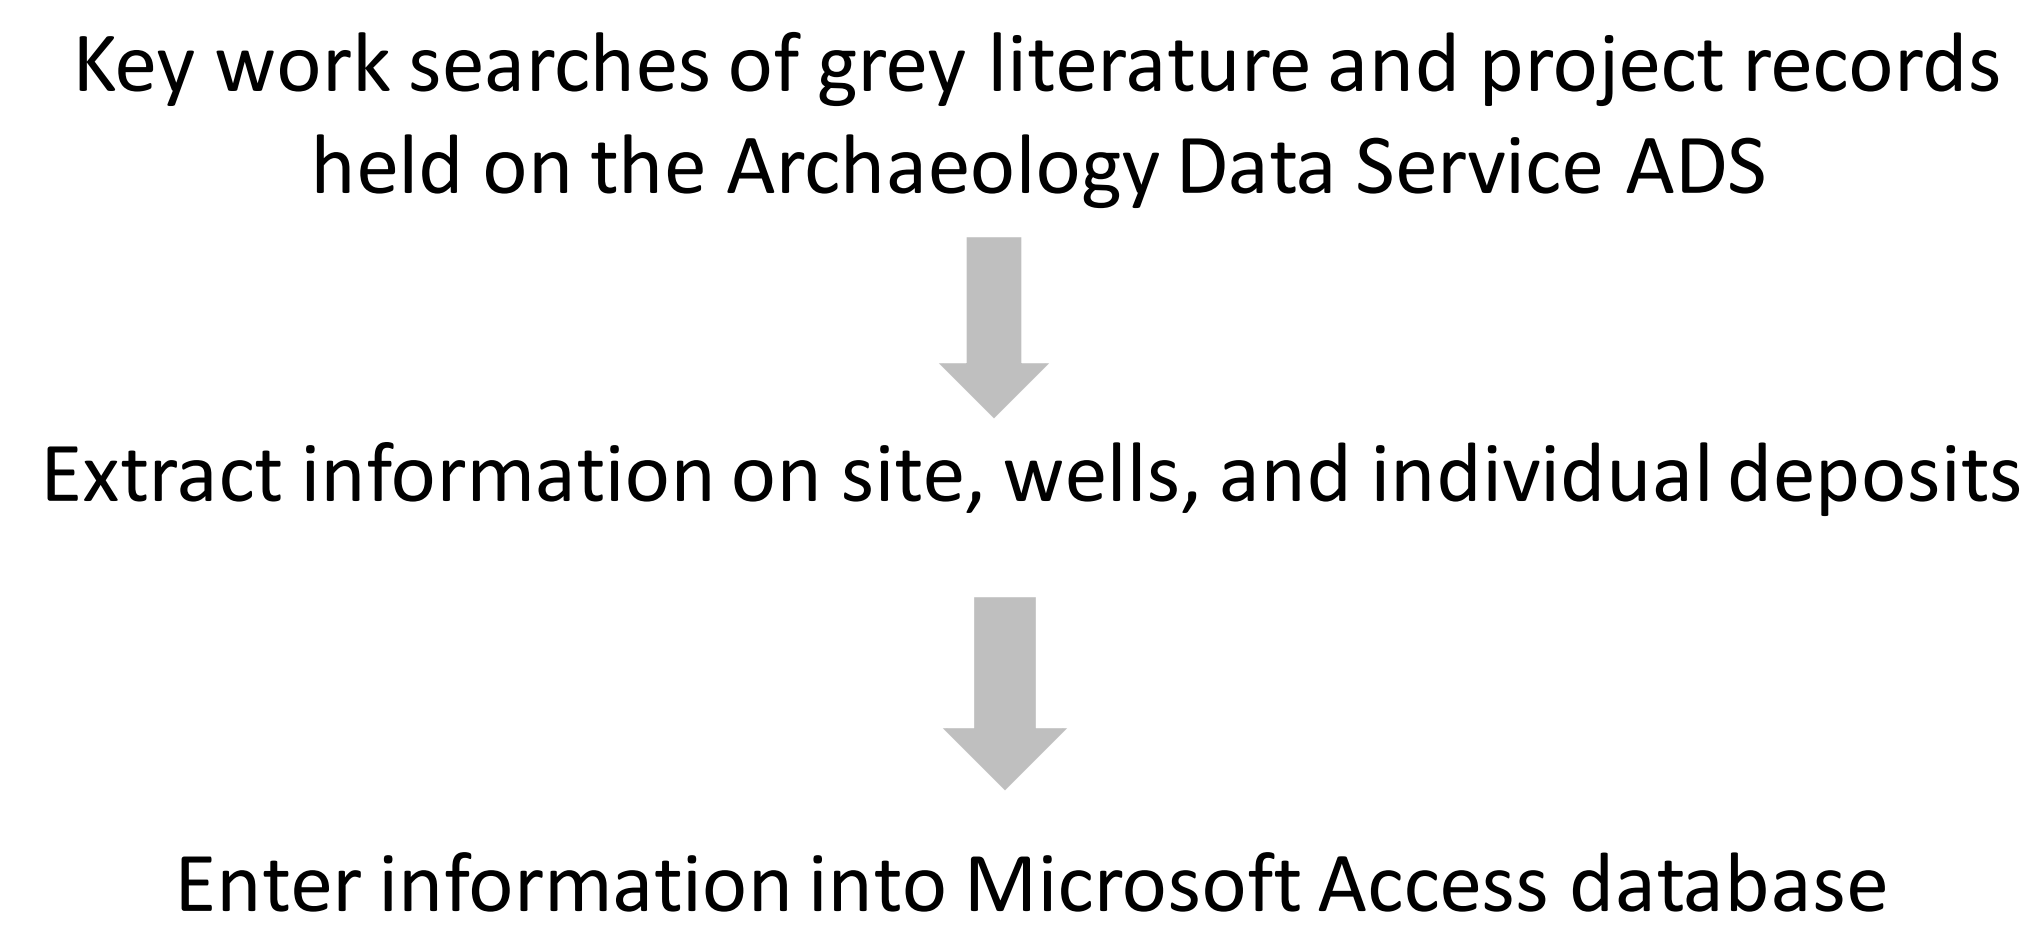 Key work searches of grey literature and project records
held on the Archaeology Data Service ADS
Extract information on site, wells, and individual deposits
Enter information into Microsoft Access database